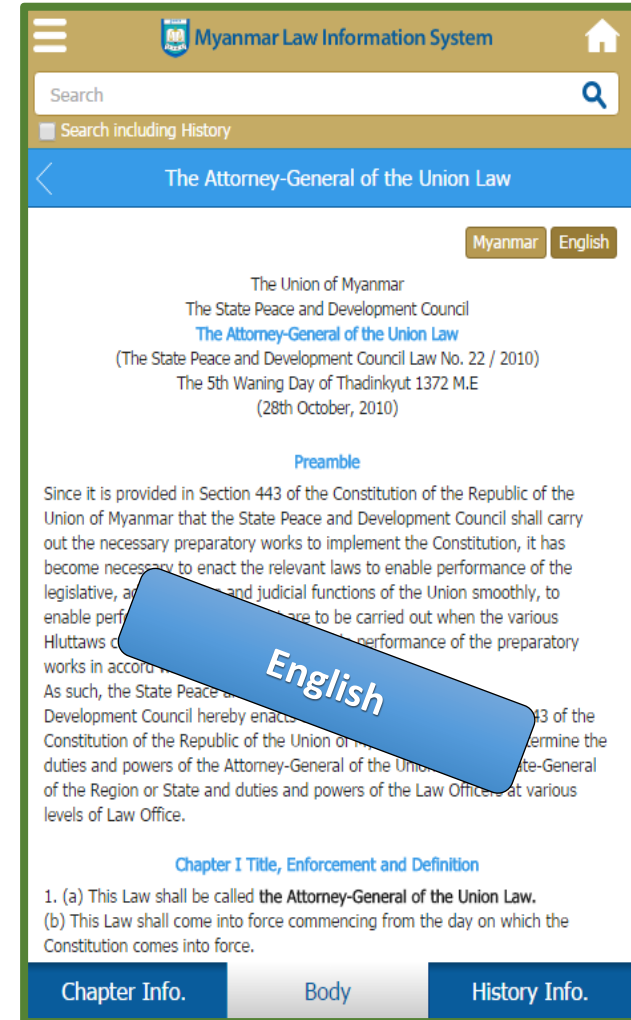 Myanmar Law Information System
Search
Search including History
The Attorney-General of the Union Law
Myanmar English
The Union of Myanmar
The State Peace and Development Council
The Attorney-General of the Union Law
(The State Peace and Development Council Law No. 22 / 2010)
The 5th Waning Day of Thadinkyut 1372 M.E
(28th October, 2010)
Preamble
Since it is provided in Section 443 of the Constitution of the Republic of the
Union of Myanmar that the State Peace and Development Council shall carry
out the necessary preparatory works to implement the Constitution, it has
become necessary to enact the relevant laws to enable performance of the
legislative, and judicial functions of the Union smoothly, to
enable are to be carried out when the various
Hluttaws performance of the preparatory
works in
English
As such, the State Peace
Development Council hereby enacts 43 of the
Constitution of the Republic of the Union of the
duties and powers of the Attorney-General of the
of the Region or State and duties and powers of the Law Officers at various
levels of Law Office.
Chapter I Title, Enforcement and Definition
1. (a) This Law shall be called the Attorney-General of the Union Law.
(b) This Law shall come into force commencing from the day on which the
Constitution comes into force.
Chapter Info. Body History Info.